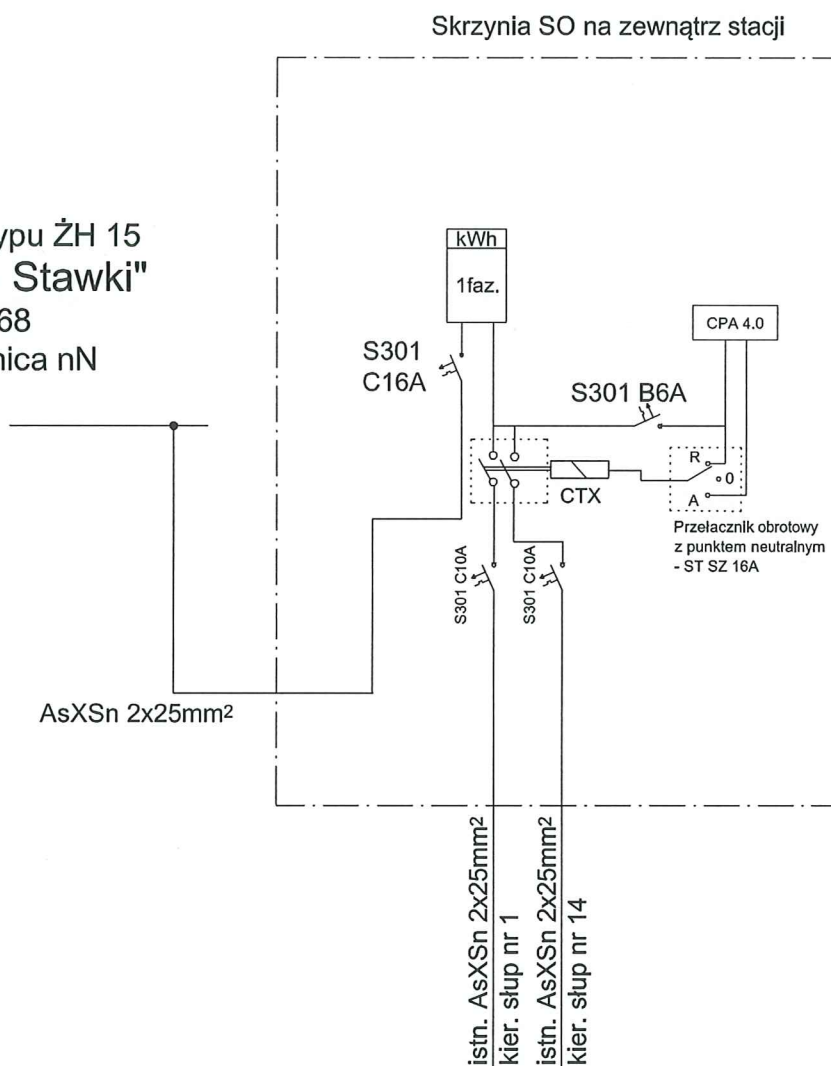 Skrzynia SO na zewnątrz stacji
ypu ŻH 15
Stawki"
68
nica nN
kWh
1faz.
CPA 4.0
S301
C16A
S301 B6A
R
0
A
CTX
Przełacznik obrotowy
z punktem neutralnym
- ST SZ 16A
S301 C10A
S301 C10A
AsXSn 2x25mm²
istn. AsXSn 2x25mm²
kier. słup nr 1
istn. AsXSn 2x25mm²
kier. słup nr 14